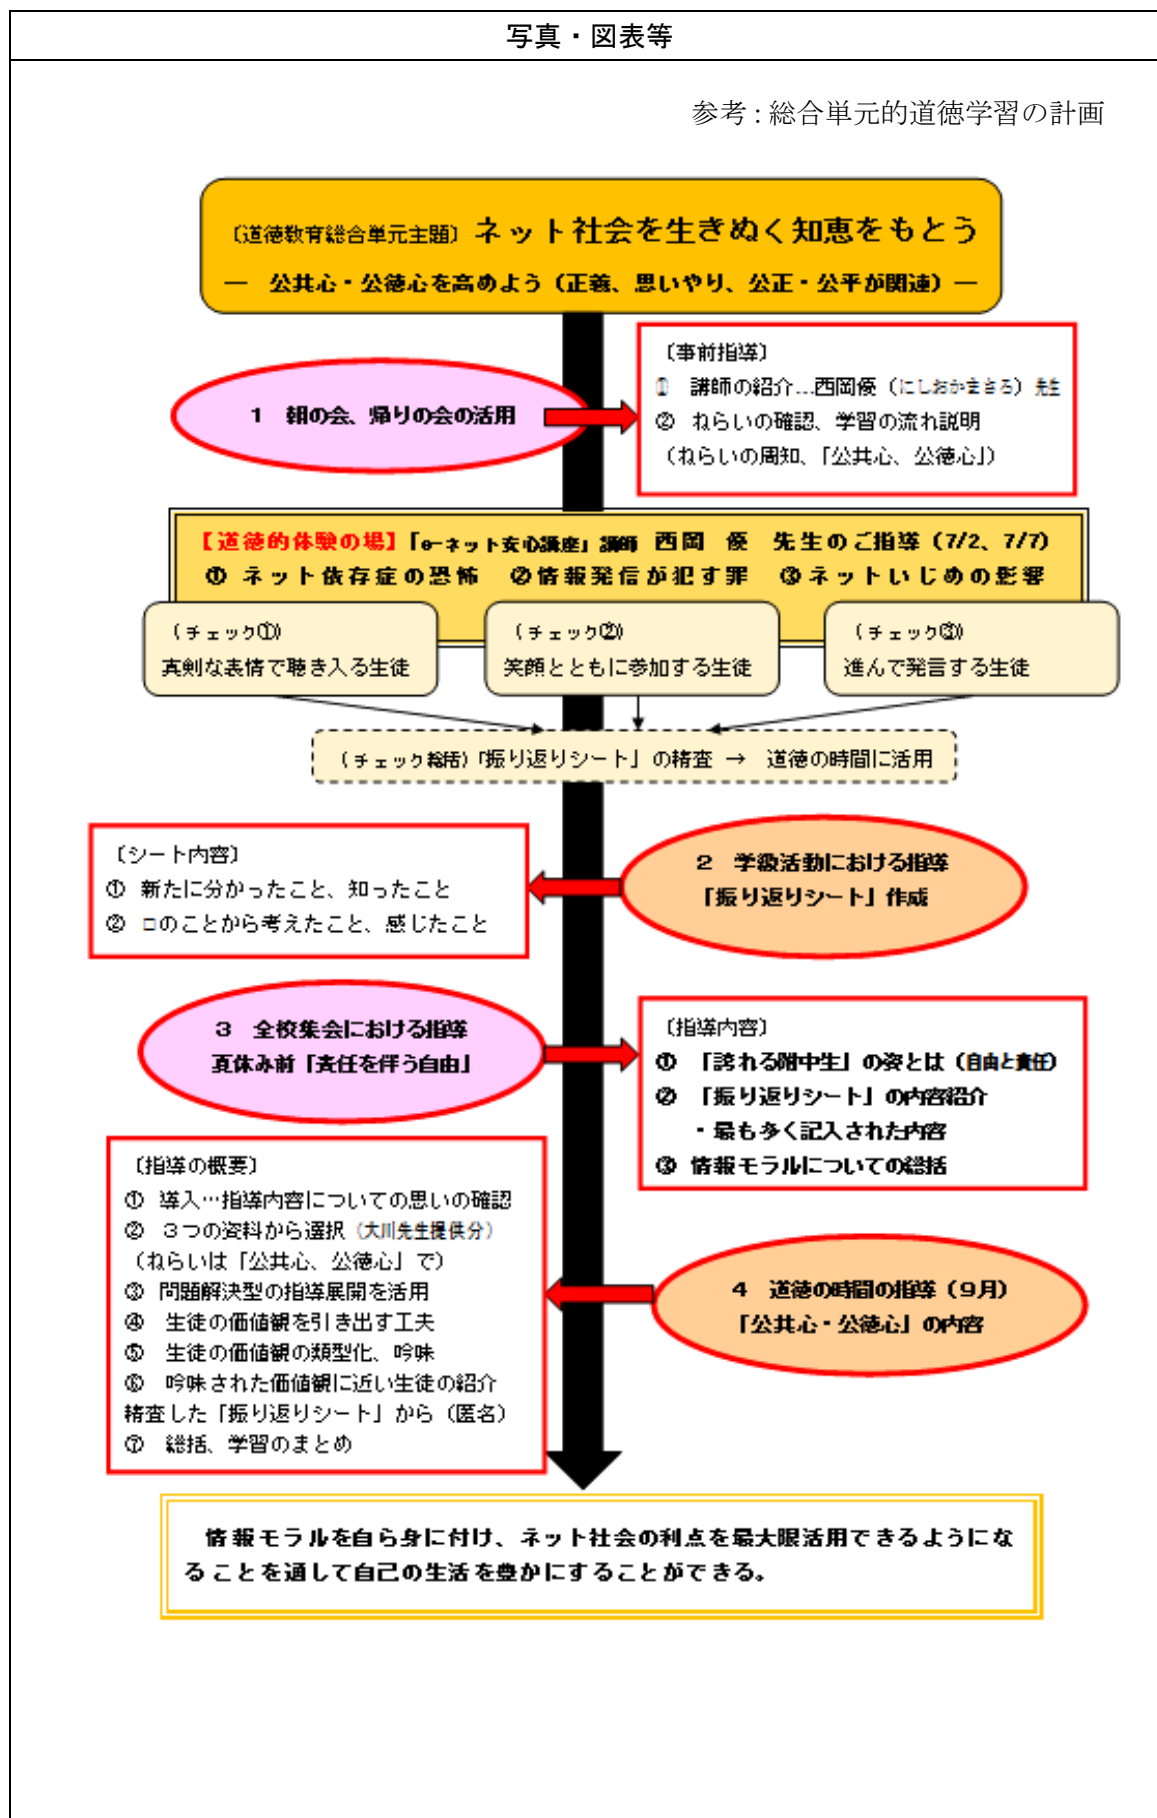 写真・図表等
参考：総合単元的道徳学習の計画
〔道徳教育総合単元主題〕ネット社会を生きぬく知恵をもとう
― 公共心・公徳心を高めよう（正義、思いやり、公正・公平が関連）―
1 朝の会、帰りの会の活用
〔事前指導〕
① 講師の紹介…西岡優（にしおかまさる）先生
② ねらいの確認、学習の流れ説明
（ねらいの周知、「公共心、公徳心」）
【道徳的体験の場】「e-ネット安心講座」講師 西岡 優 先生のご指導（7/2、7/7）
① ネット依存症の恐怖 ②情報発信が犯す罪 ③ネットいじめの影響
（チェック①）
真剣な表情で聴き入る生徒
（チェック②）
笑顔とともに参加する生徒
（チェック③）
進んで発言する生徒
（チェック総括）「振り返りシート」の精査 → 道徳の時間に活用
2 学級活動における指導
「振り返りシート」作成
〔シート内容〕
① 新たに分かったこと、知ったこと
② ロのことから考えたこと、感じたこと
3 全校集会における指導
夏休み前「責任を伴う自由」
〔指導内容〕
① 「誇れる附中生」の姿とは（自由と責任）
② 「振り返りシート」の内容紹介
・最も多く記入された内容
③ 情報モラルについての総括
4 道徳の時間の指導（９月）
「公共心・公徳心」の内容
〔指導の概要〕
① 導入…指導内容についての思いの確認
② ３つの資料から選択（大川先生提供分）
（ねらいは「公共心、公徳心」で）
③ 問題解決型の指導展開を活用
④ 生徒の価値観を引き出す工夫
⑤ 生徒の価値観の類型化、吟味
⑥ 吟味された価値観に近い生徒の紹介
精査した「振り返りシート」から（匿名）
⑦ 総括、学習のまとめ
情報モラルを自ら身に付け、ネット社会の利点を最大限活用できるようにな
ることを通して自己の生活を豊かにすることができる。